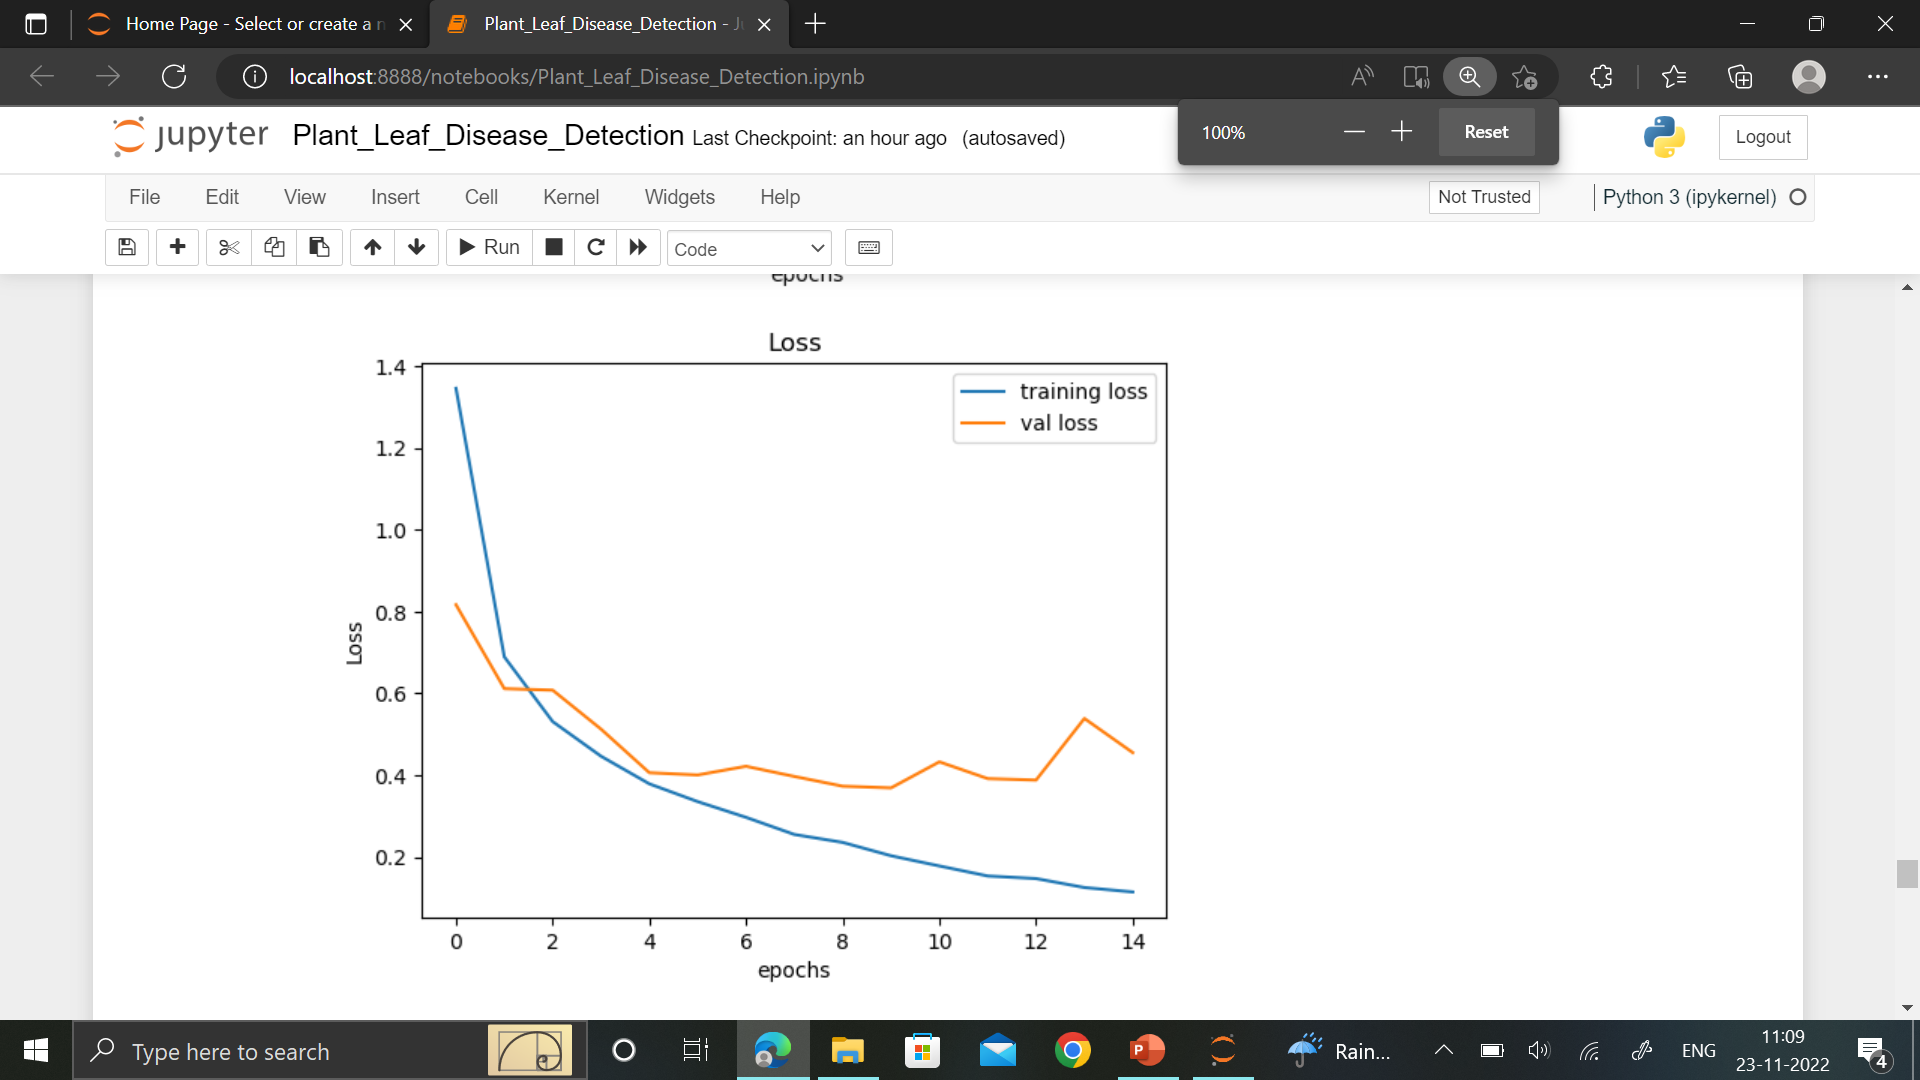 Home Page - Select or create a n
Plant_Leaf_Disease_Detection - Ju
localhost:8888/notebooks/Plant_Leaf_Disease_Detection.ipynb
100%
Reset
jupyter Plant_Leaf_Disease_Detection Last Checkpoint: an hour ago (autosaved)
Logout
File Edit View Insert Cell Kernel Widgets Help
Not Trusted
Python 3 (ipykernel)
Run
Code
epochs
Loss
training loss
val loss
1.4
1.2
1.0
0.8
0.6
0.4
0.2
Loss
0 2 4 6 8 10 12 14
epochs
Type here to search
Rain...
ENG
11:09
23-11-2022
4